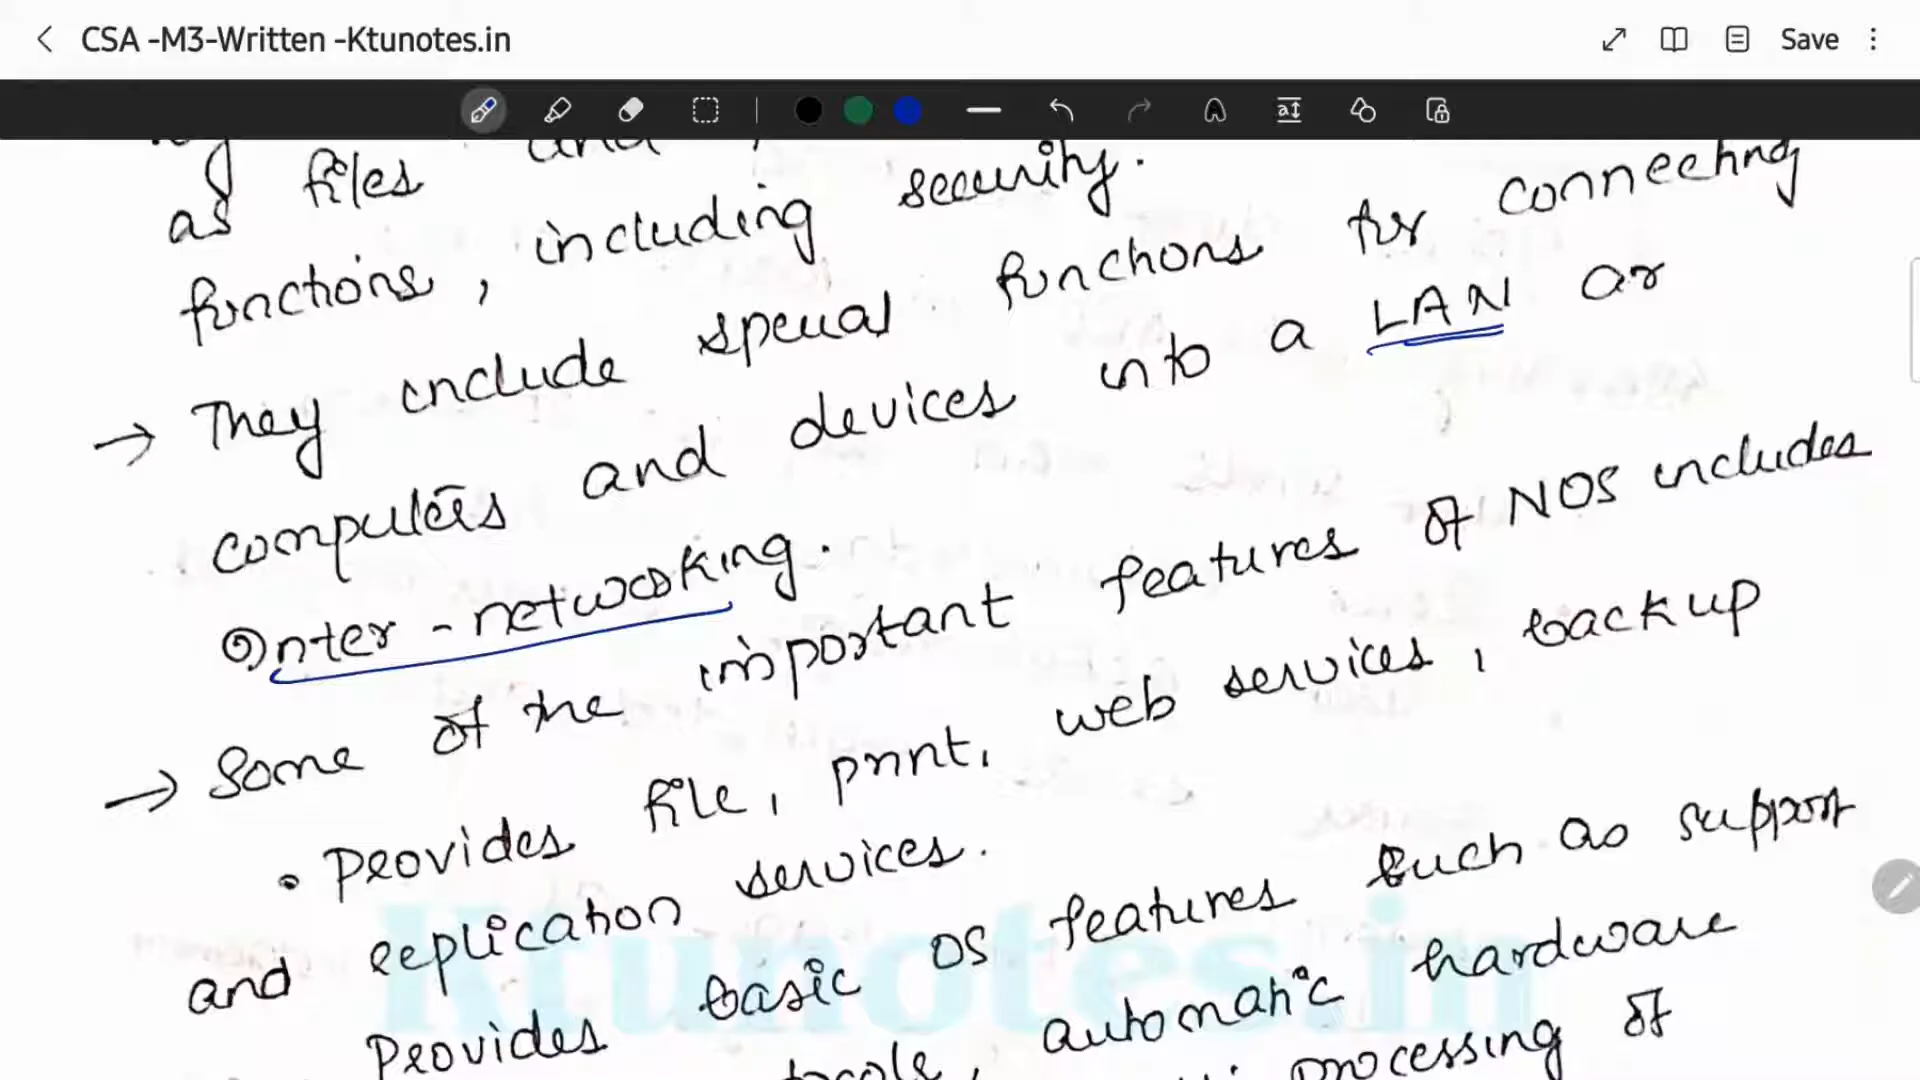 CSA -M3-Written -Ktunotes.in
Save
as files and
functions, including security.
→ They include special functions for connecting
computers and devices into a LAN or
Inter-networking.
→ Some of the important features of NOS includes
• Provides file, print, web services, backup
and replication services.
Provides basic OS features such as support
automatic hardware
processing of
Ktunotes.in